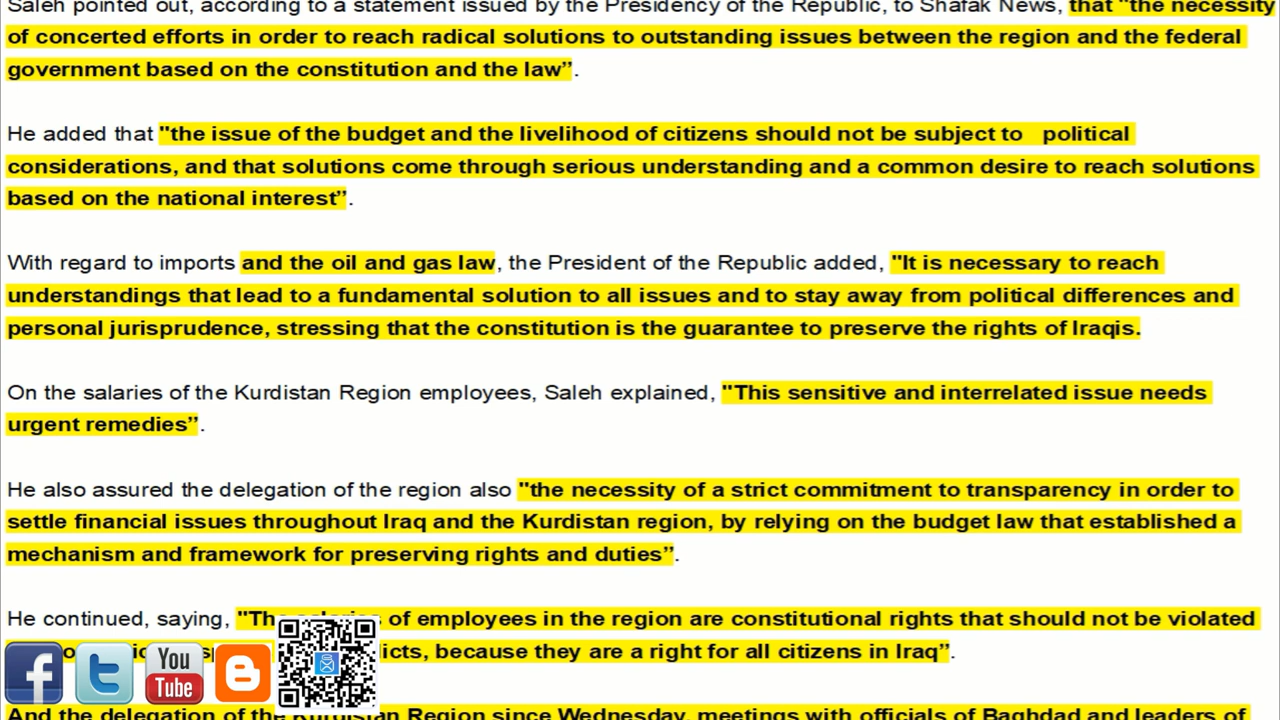 Saleh pointed out, according to a statement issued by the Presidency of the Republic, to Shafak News, that "the necessity
of concerted efforts in order to reach radical solutions to outstanding issues between the region and the federal
government based on the constitution and the law”.
He added that "the issue of the budget and the livelihood of citizens should not be subject to political
considerations, and that solutions come through serious understanding and a common desire to reach solutions
based on the national interest”.
With regard to imports and the oil and gas law, the President of the Republic added, "It is necessary to reach
understandings that lead to a fundamental solution to all issues and to stay away from political differences and
personal jurisprudence, stressing that the constitution is the guarantee to preserve the rights of Iraqis.
On the salaries of the Kurdistan Region employees, Saleh explained, "This sensitive and interrelated issue needs
urgent remedies”.
He also assured the delegation of the region also "the necessity of a strict commitment to transparency in order to
settle financial issues throughout Iraq and the Kurdistan region, by relying on the budget law that established a
mechanism and framework for preserving rights and duties”.
He continued, saying, "The salaries of employees in the region are constitutional rights that should not be violated
because they are a right for all citizens in Iraq”.
You
Tube
And the delegation of the Kurdistan Region since Wednesday, meetings with officials of Baghdad and leaders of